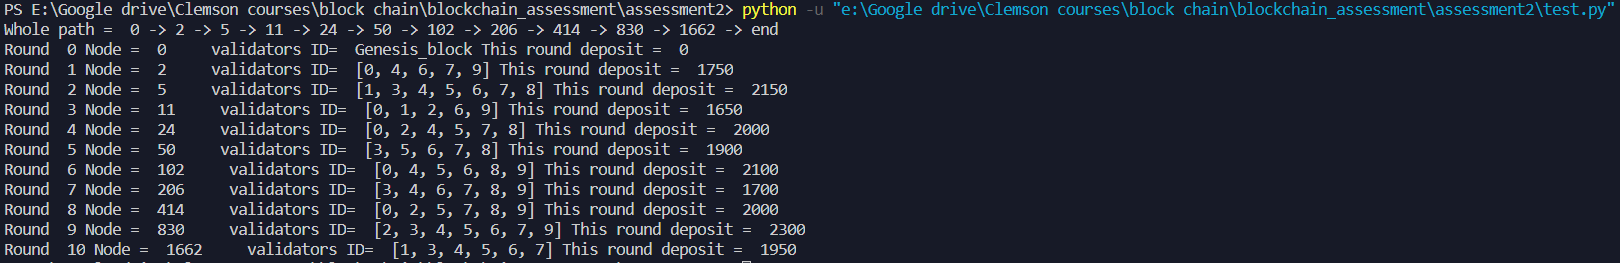 PS E:\Google drive\Clemson courses\block chain\blockchain_assessment\assessment2> python -u "e:\Google drive\Clemson courses\block chain\blockchain_assessment\assessment2\test.py"
Whole path =  0 -> 2 -> 5 -> 11 -> 24 -> 50 -> 102 -> 206 -> 414 -> 830 -> 1662 -> end
Round  0 Node =  0     validators ID=  Genesis_block This round deposit =  0
Round  1 Node =  2     validators ID=  [0, 4, 6, 7, 9] This round deposit =  1750
Round  2 Node =  5     validators ID=  [1, 3, 4, 5, 6, 7, 8] This round deposit =  2150
Round  3 Node =  11     validators ID=  [0, 1, 2, 6, 9] This round deposit =  1650
Round  4 Node =  24     validators ID=  [0, 2, 4, 5, 7, 8] This round deposit =  2000
Round  5 Node =  50     validators ID=  [3, 5, 6, 7, 8] This round deposit =  1900
Round  6 Node =  102     validators ID=  [0, 4, 5, 6, 8, 9] This round deposit =  2100
Round  7 Node =  206     validators ID=  [3, 4, 6, 7, 8, 9] This round deposit =  1700
Round  8 Node =  414     validators ID=  [0, 2, 5, 7, 8, 9] This round deposit =  2000
Round  9 Node =  830     validators ID=  [2, 3, 4, 5, 6, 7, 9] This round deposit =  2300
Round  10 Node =  1662     validators ID=  [1, 3, 4, 5, 6, 7] This round deposit =  1950